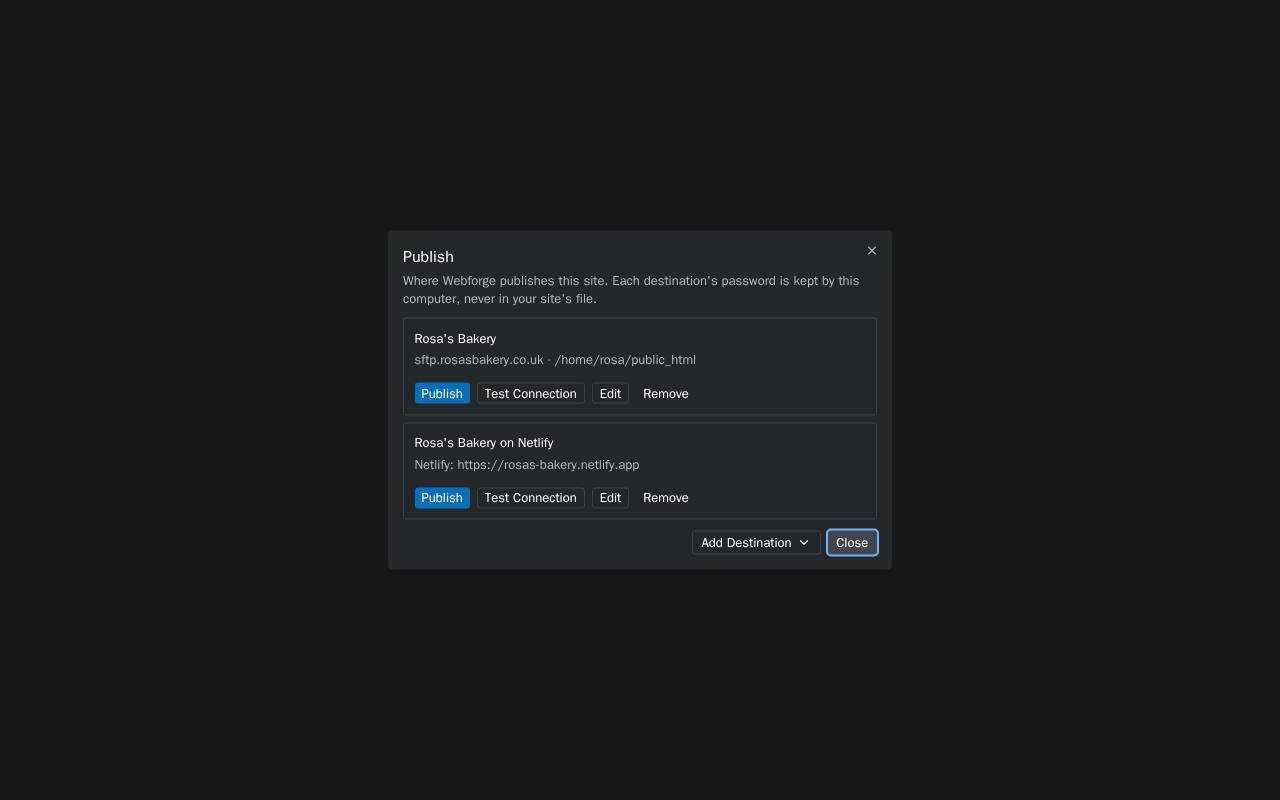 Publish
Where Webforge publishes this site. Each destination's password is kept by this
computer, never in your site's file.
Rosa's Bakery
sftp.rosasbakery.co.uk · /home/rosa/public_html
Publish Test Connection Edit Remove
Rosa's Bakery on Netlify
Netlify: https://rosas-bakery.netlify.app
Publish Test Connection Edit Remove
Add Destination Close